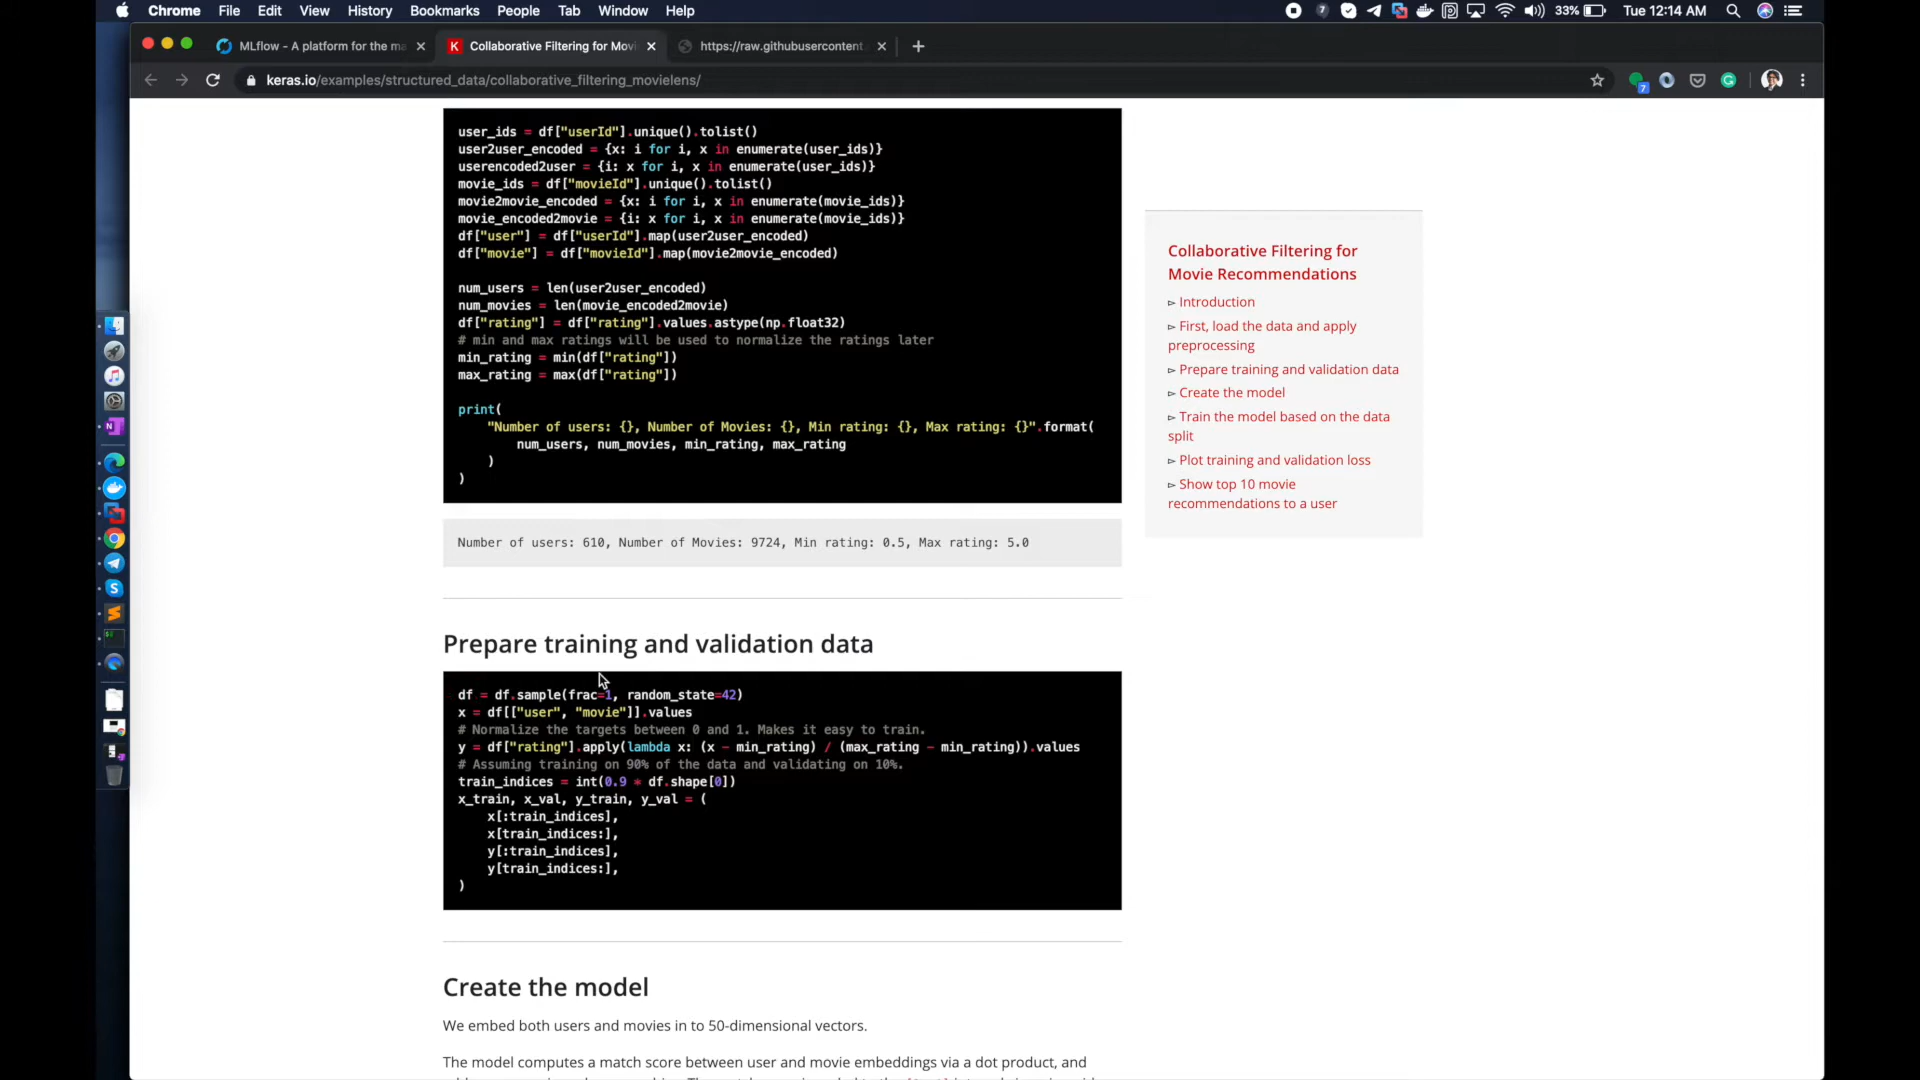 Chrome File Edit View History Bookmarks People Tab Window Help 7 33% Tue 12:14 AM
MLflow - A platform for the ma
Collaborative Filtering for Movi
https://raw.githubusercontent.
keras.io/examples/structured_data/collaborative_filtering_movielens/
7
user_ids = df["userId"].unique().tolist()
user2user_encoded = {x: i for i, x in enumerate(user_ids)}
userencoded2user = {i: x for i, x in enumerate(user_ids)}
movie_ids = df["movieId"].unique().tolist()
movie2movie_encoded = {x: i for i, x in enumerate(movie_ids)}
movie_encoded2movie = {i: x for i, x in enumerate(movie_ids)}
df["user"] = df["userId"].map(user2user_encoded)
df["movie"] = df["movieId"].map(movie2movie_encoded)
num_users = len(user2user_encoded)
num_movies = len(movie_encoded2movie)
df["rating"] = df["rating"].values.astype(np.float32)
# min and max ratings will be used to normalize the ratings later
min_rating = min(df["rating"])
max_rating = max(df["rating"])
print(
"Number of users: {}, Number of Movies: {}, Min rating: {}, Max rating: {}".format(
num_users, num_movies, min_rating, max_rating
)
)
Number of users: 610, Number of Movies: 9724, Min rating: 0.5, Max rating: 5.0
Prepare training and validation data
df = df.sample(frac=1, random_state=42)
x = df[["user", "movie"]].values
# Normalize the targets between 0 and 1. Makes it easy to train.
y = df["rating"].apply(lambda x: (x - min_rating) / (max_rating - min_rating)).values
# Assuming training on 90% of the data and validating on 10%.
train_indices = int(0.9 * df.shape[0])
x_train, x_val, y_train, y_val = (
x[:train_indices],
x[train_indices:],
y[:train_indices],
y[train_indices:],
)
Create the model
We embed both users and movies in to 50-dimensional vectors.
The model computes a match score between user and movie embeddings via a dot product, and
Collaborative Filtering for
Movie Recommendations
▻ Introduction
▻ First, load the data and apply
preprocessing
▻ Prepare training and validation data
▻ Create the model
▻ Train the model based on the data
split
▻ Plot training and validation loss
▻ Show top 10 movie
recommendations to a user